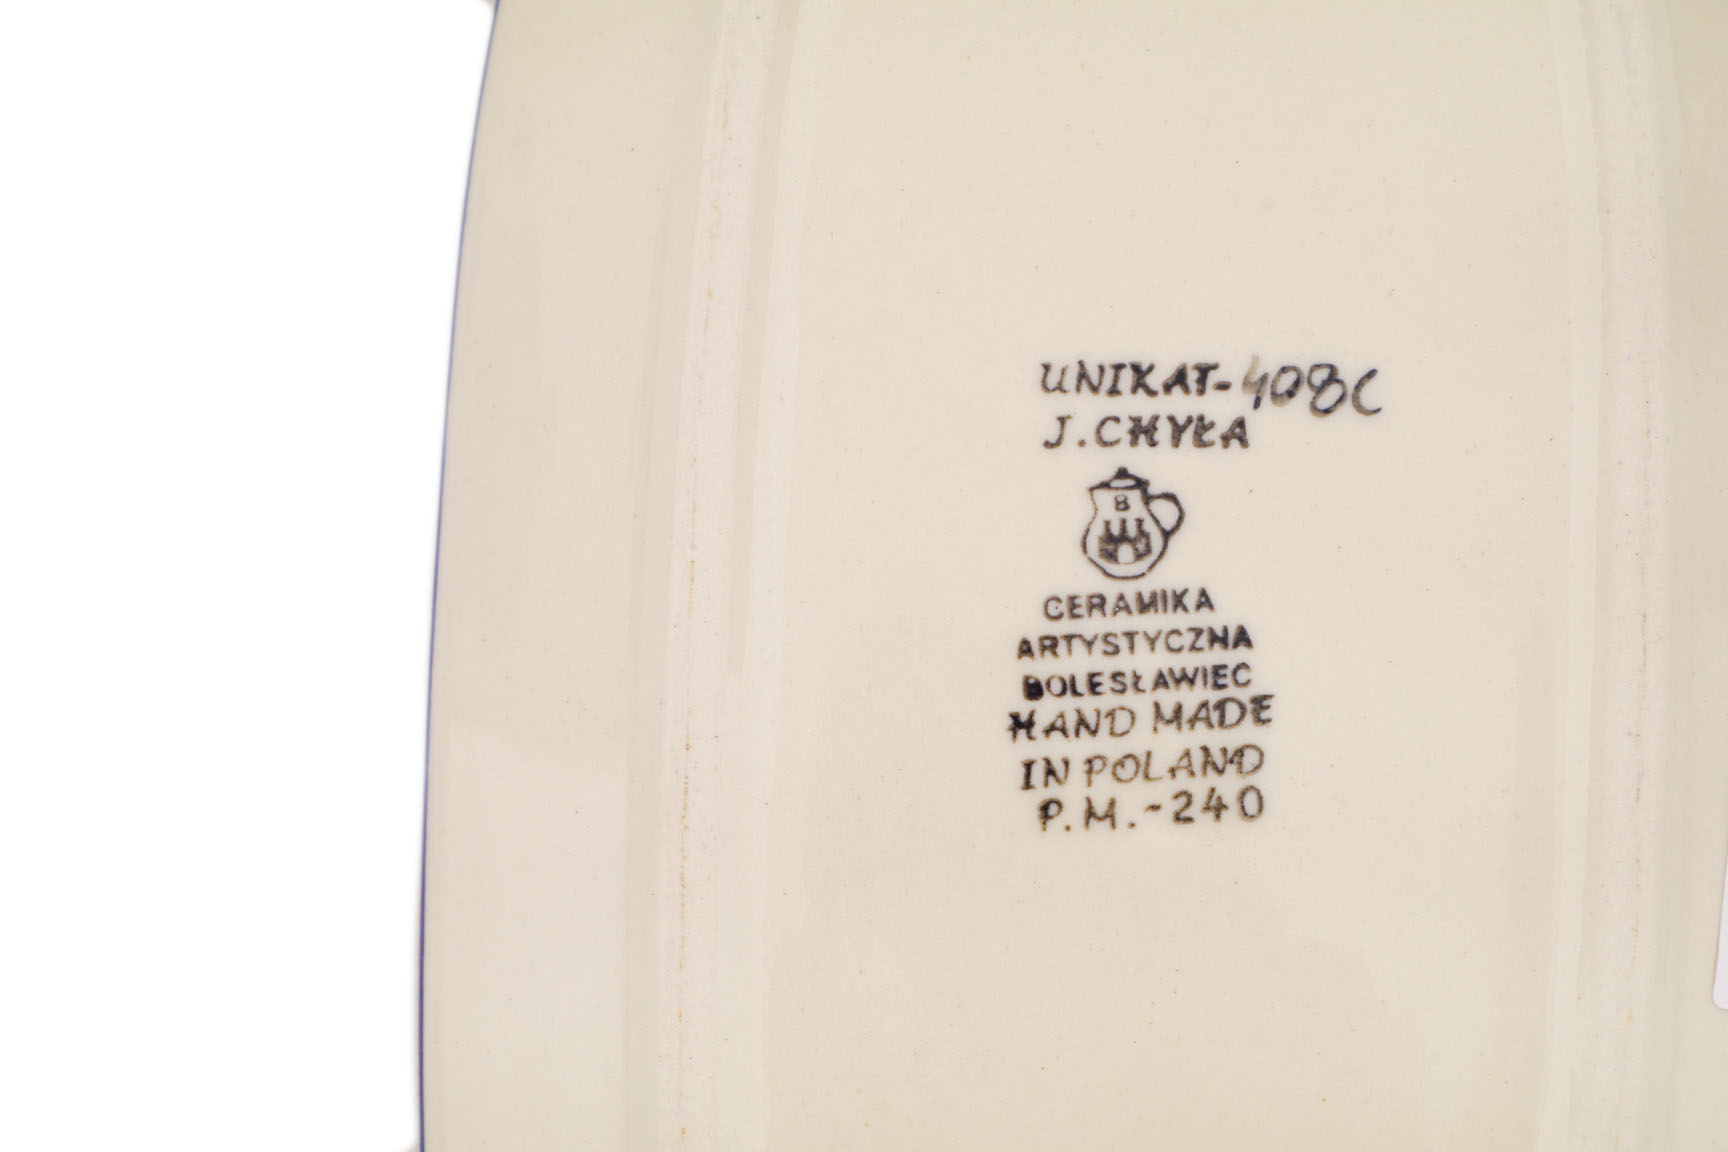 UNIKAT-408C
J.CHYŁA
B
CERAMIKA
ARTYSTYCZNA
BOLESŁAWIEC
HAND MADE
IN POLAND
P.M.-240